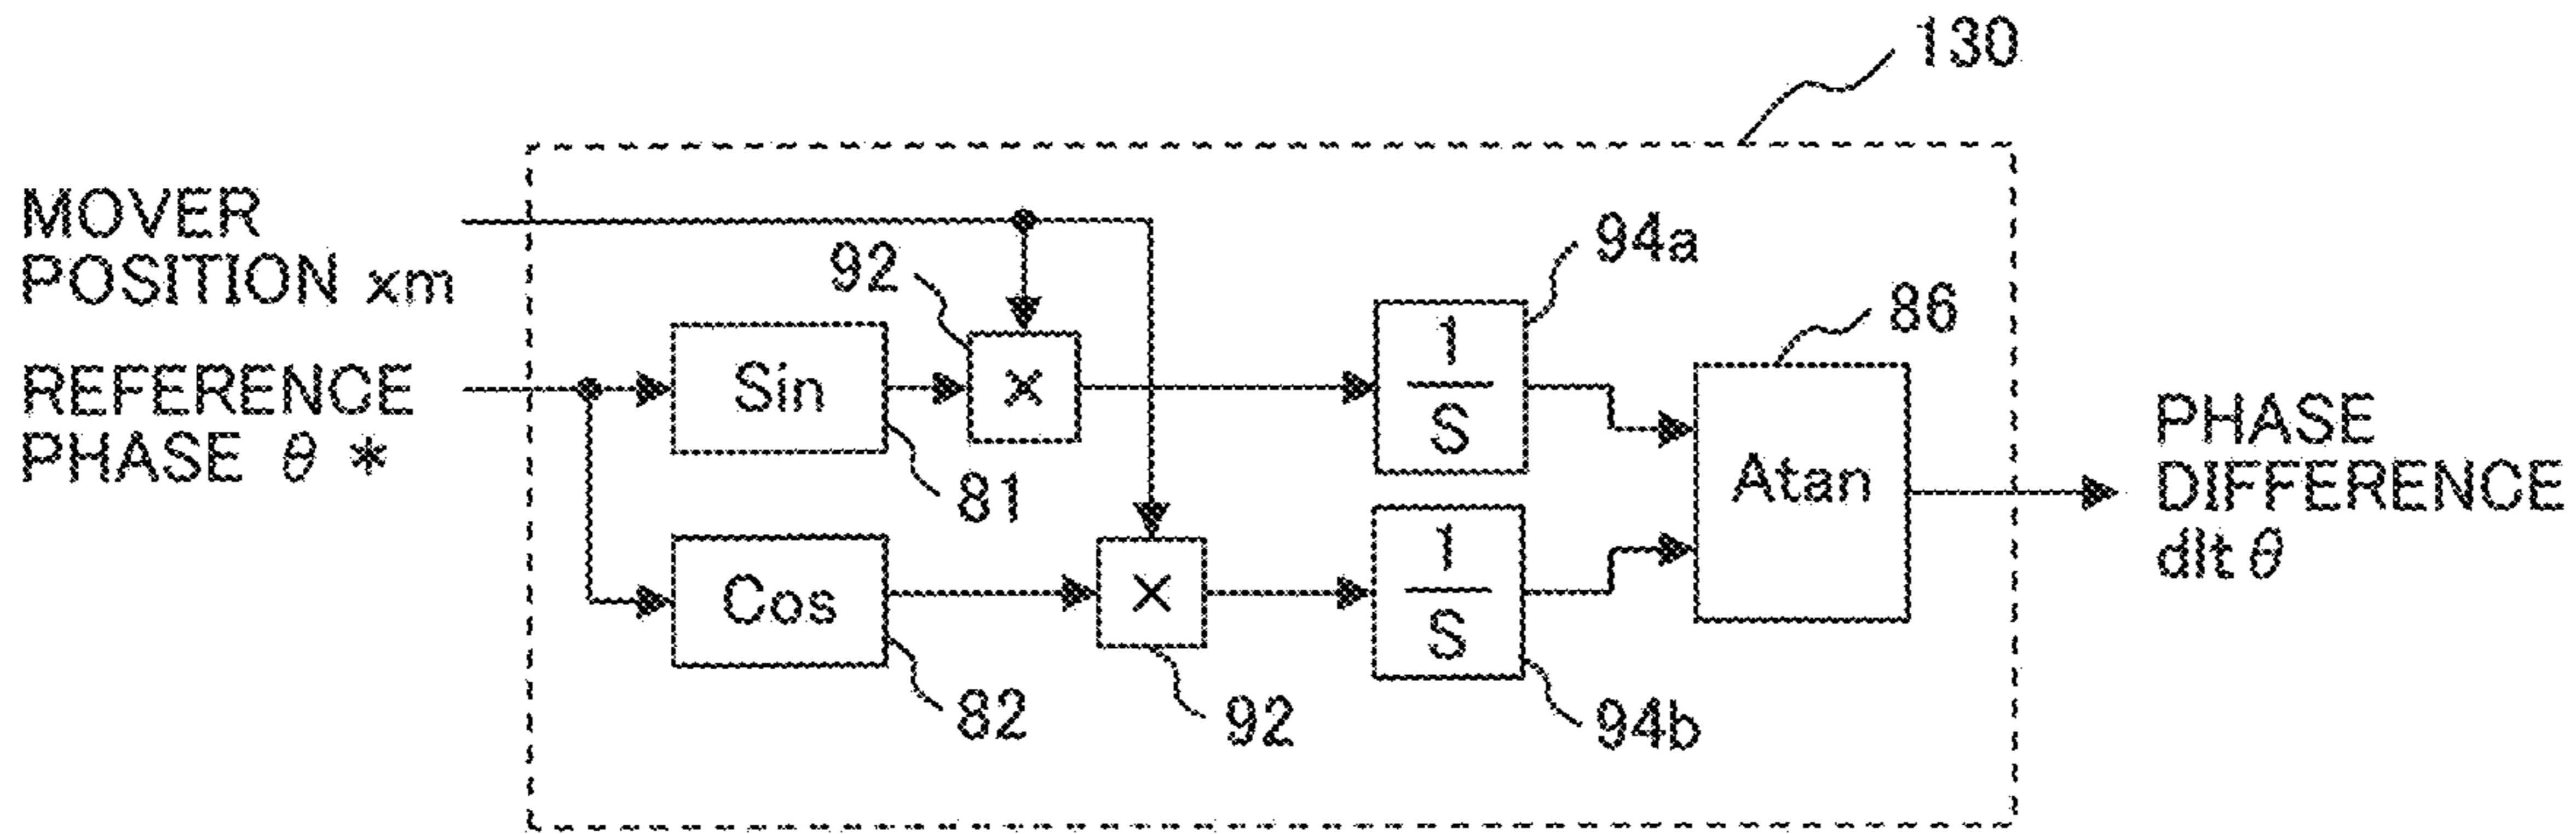 130
MOVER
POSITION xm
92
94a
86
REFERENCE
PHASE θ *
Sin
×
1
S
81
Atan
PHASE
DIFFERENCE
dlt θ
Cos
×
1
S
82
92
94b